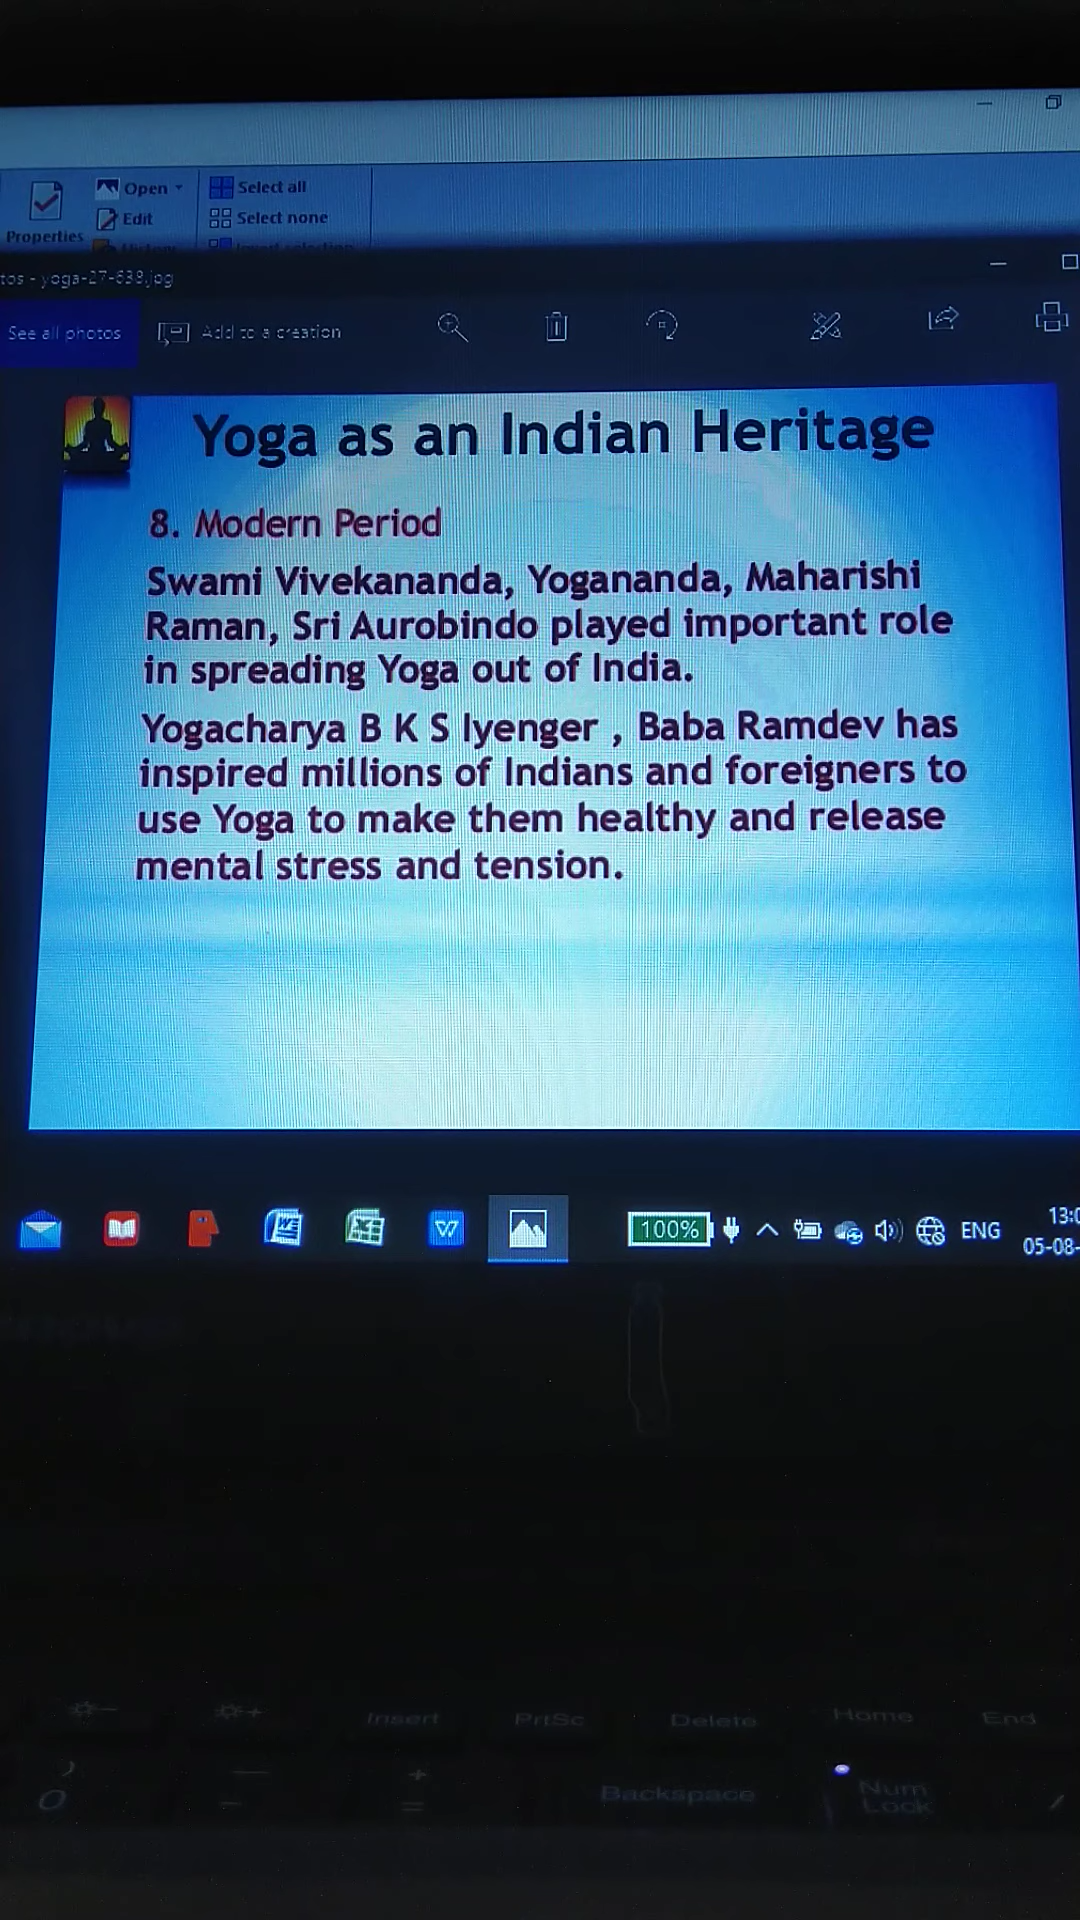 Open
Select all
Edit
Select none
Properties
tos - yoga-27-638.jpg
See all photos
Add to a creation
Yoga as an Indian Heritage
8. Modern Period
Swami Vivekananda, Yogananda, Maharishi
Raman, Sri Aurobindo played important role
in spreading Yoga out of India.
Yogacharya B K S Iyenger , Baba Ramdev has
inspired millions of Indians and foreigners to
use Yoga to make them healthy and release
mental stress and tension.
100%
ENG
13:0
05-08-
Insert
PrtSc
Delete
Home
End
Backspace
Num
Lock